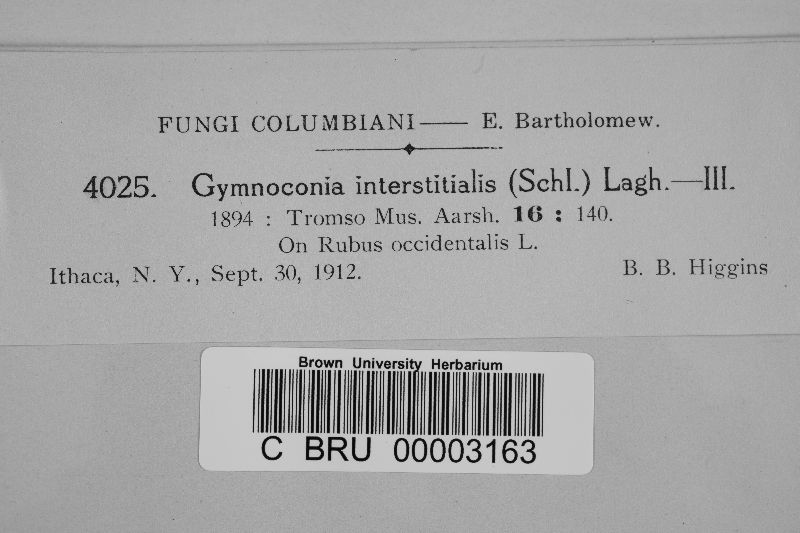 FUNGI COLUMBIANI—— E. Bartholomew.
4025. Gymnoconia interstitialis (Schl.) Lagh.—III.
1894 : Tromso Mus. Aarsh. 16 : 140.
On Rubus occidentalis L.
Ithaca, N. Y., Sept. 30, 1912. B. B. Higgins
Brown University Herbarium
C BRU 00003163